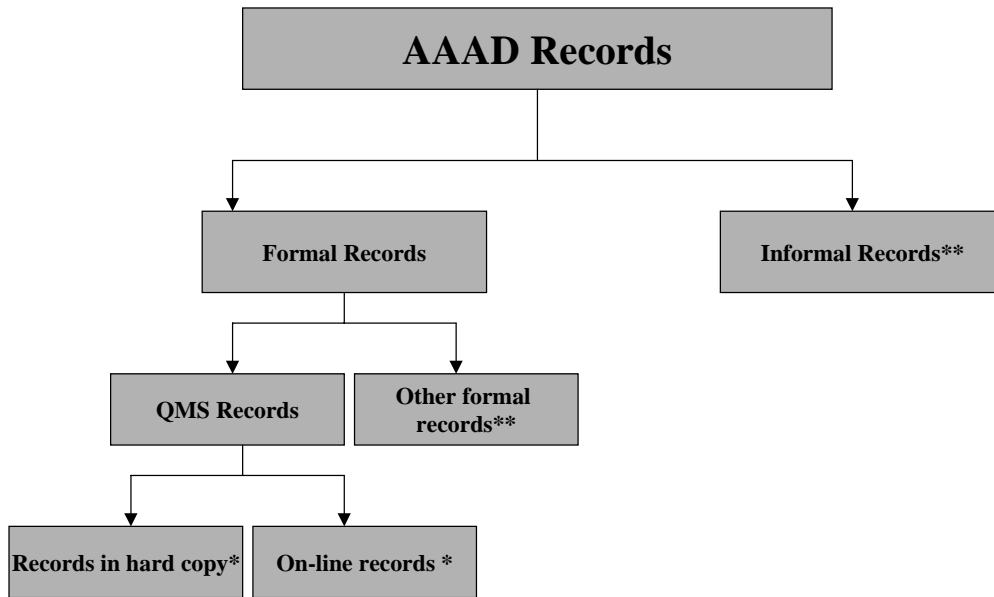 AAAD Records
Formal Records
Informal Records**
QMS Records
Other formal
records**
Records in hard copy*
On-line records *